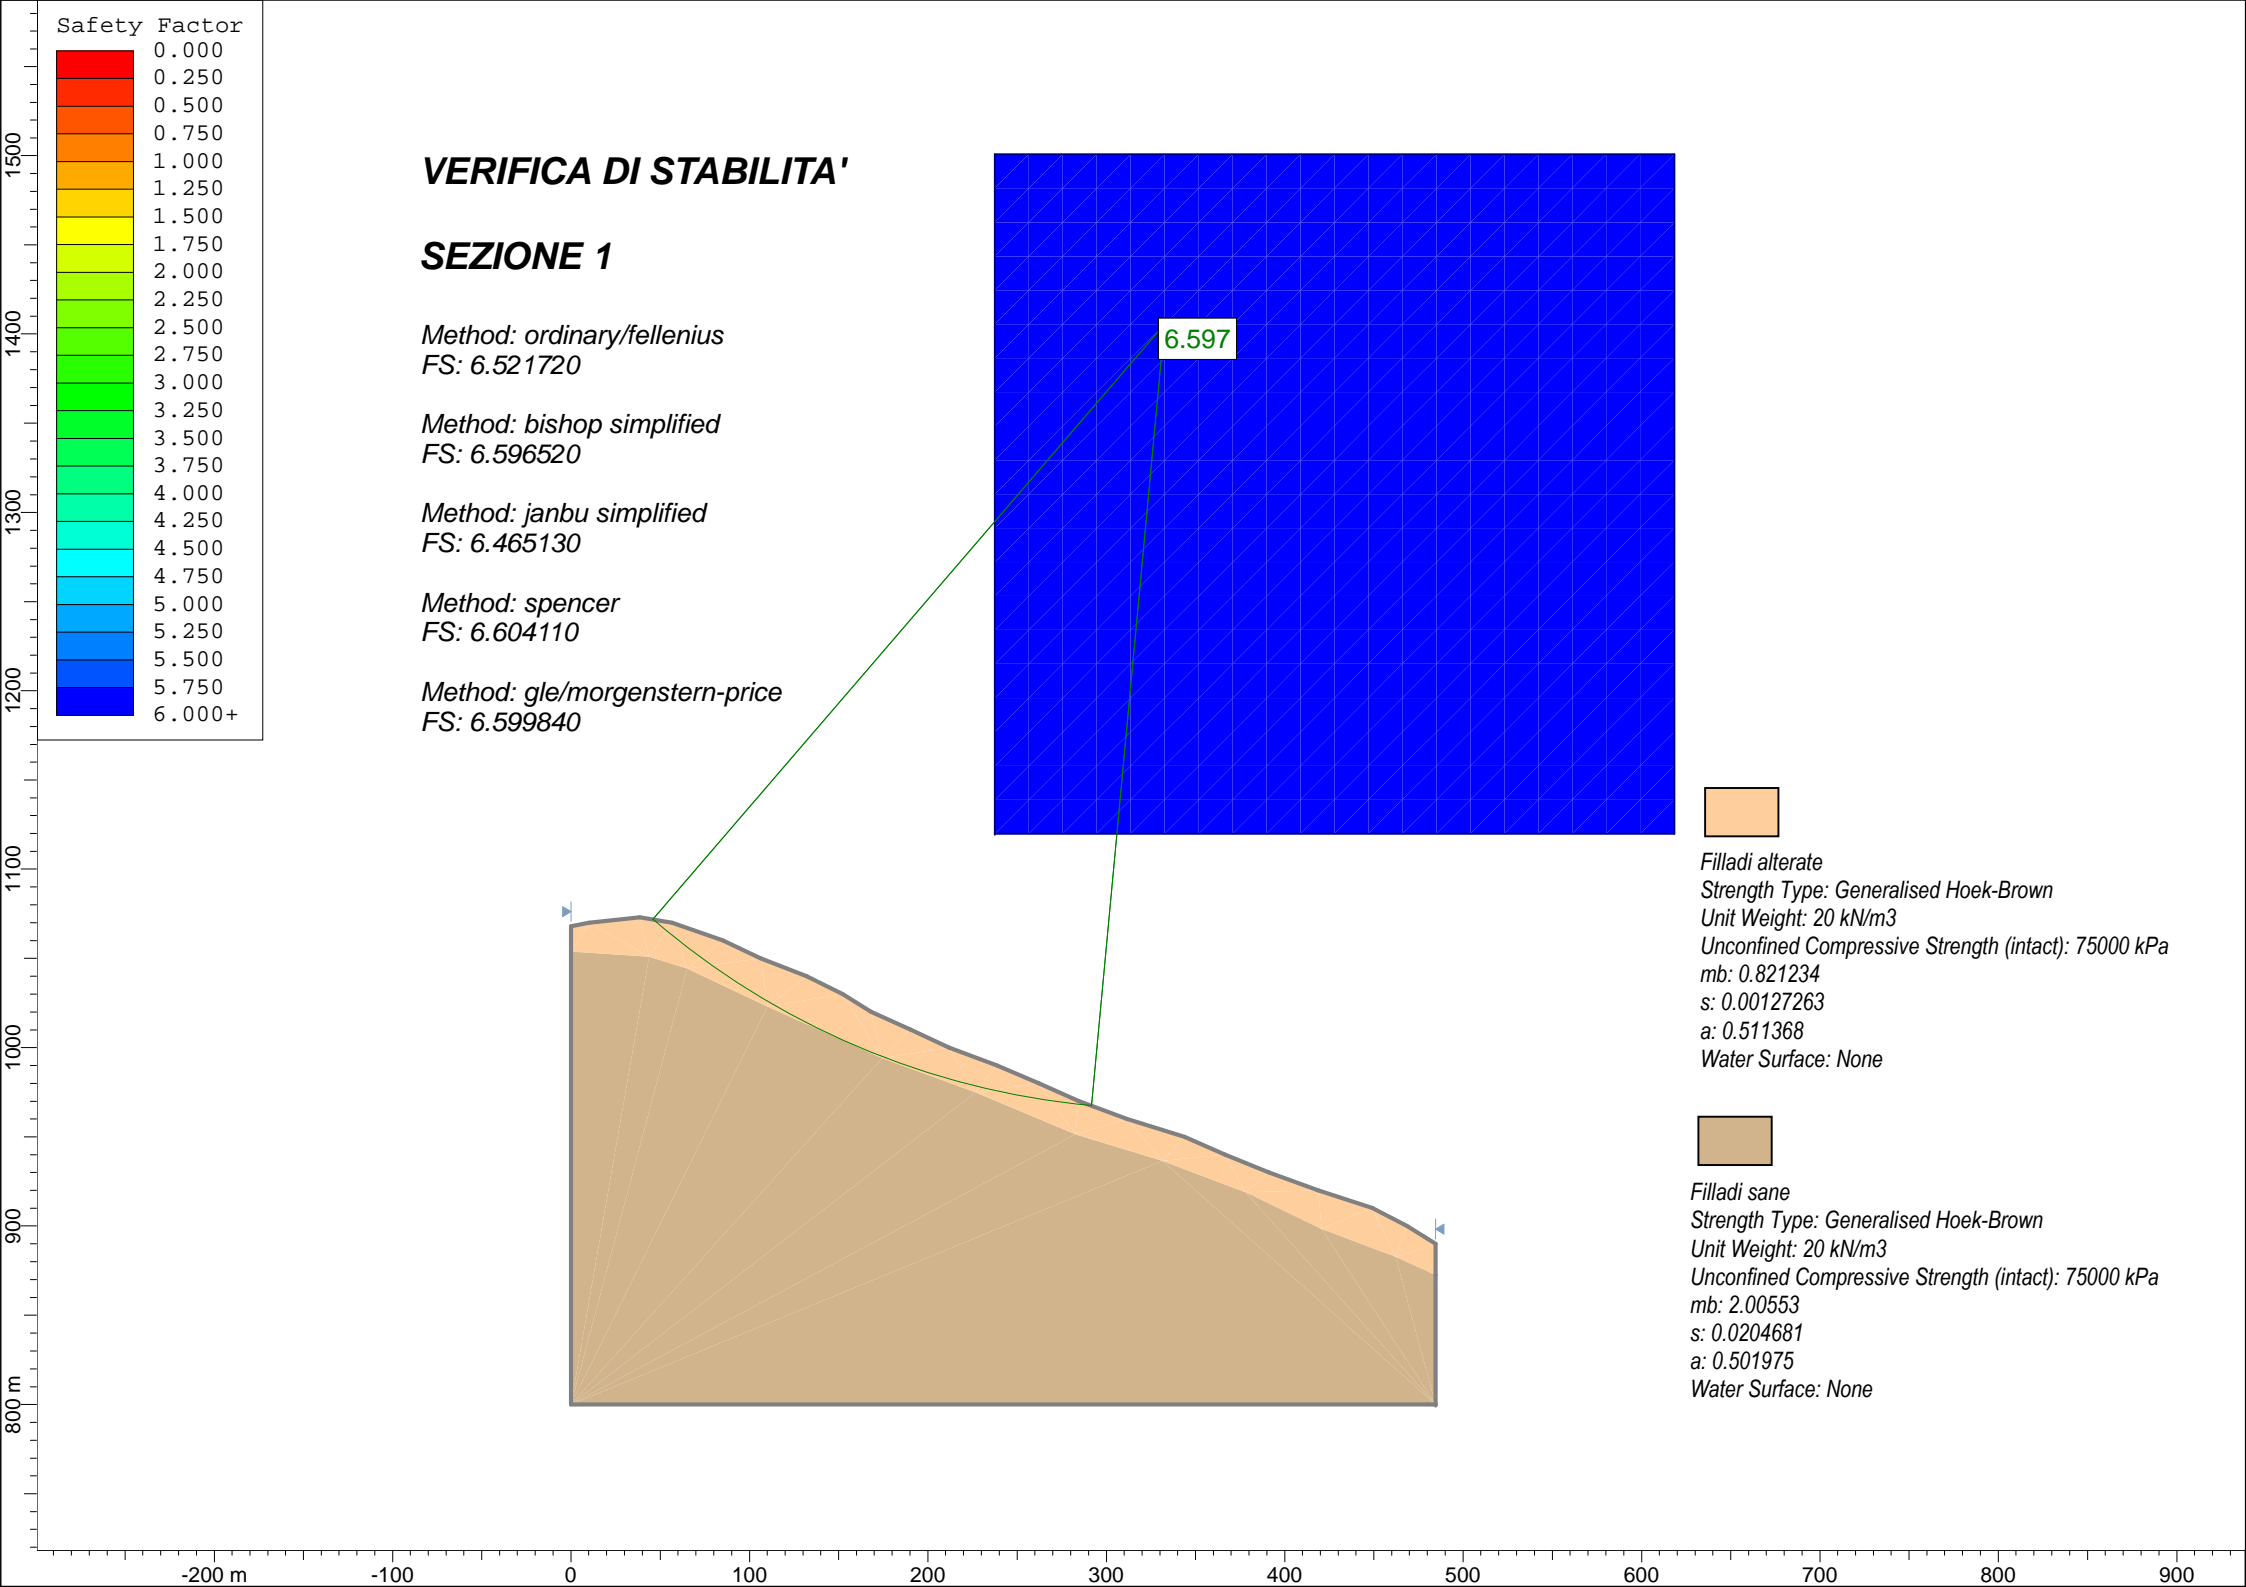 Safety Factor
0.000
0.250
0.500
0.750
1.000
1.250
1.500
1.750
2.000
2.250
2.500
2.750
3.000
3.250
3.500
3.750
4.000
4.250
4.500
4.750
5.000
5.250
5.500
5.750
6.000+
VERIFICA DI STABILITA'
SEZIONE 1
Method: ordinary/fellenius
FS: 6.521720
Method: bishop simplified
FS: 6.596520
Method: janbu simplified
FS: 6.465130
Method: spencer
FS: 6.604110
Method: gle/morgenstern-price
FS: 6.599840
6.597
Filladi alterate
Strength Type: Generalised Hoek-Brown
Unit Weight: 20 kN/m3
Unconfined Compressive Strength (intact): 75000 kPa
mb: 0.821234
s: 0.00127263
a: 0.511368
Water Surface: None
Filladi sane
Strength Type: Generalised Hoek-Brown
Unit Weight: 20 kN/m3
Unconfined Compressive Strength (intact): 75000 kPa
mb: 2.00553
s: 0.0204681
a: 0.501975
Water Surface: None
1500
1400
1300
1200
1100
1000
900
800 m
-200 m
-100
0
100
200
300
400
500
600
700
800
900